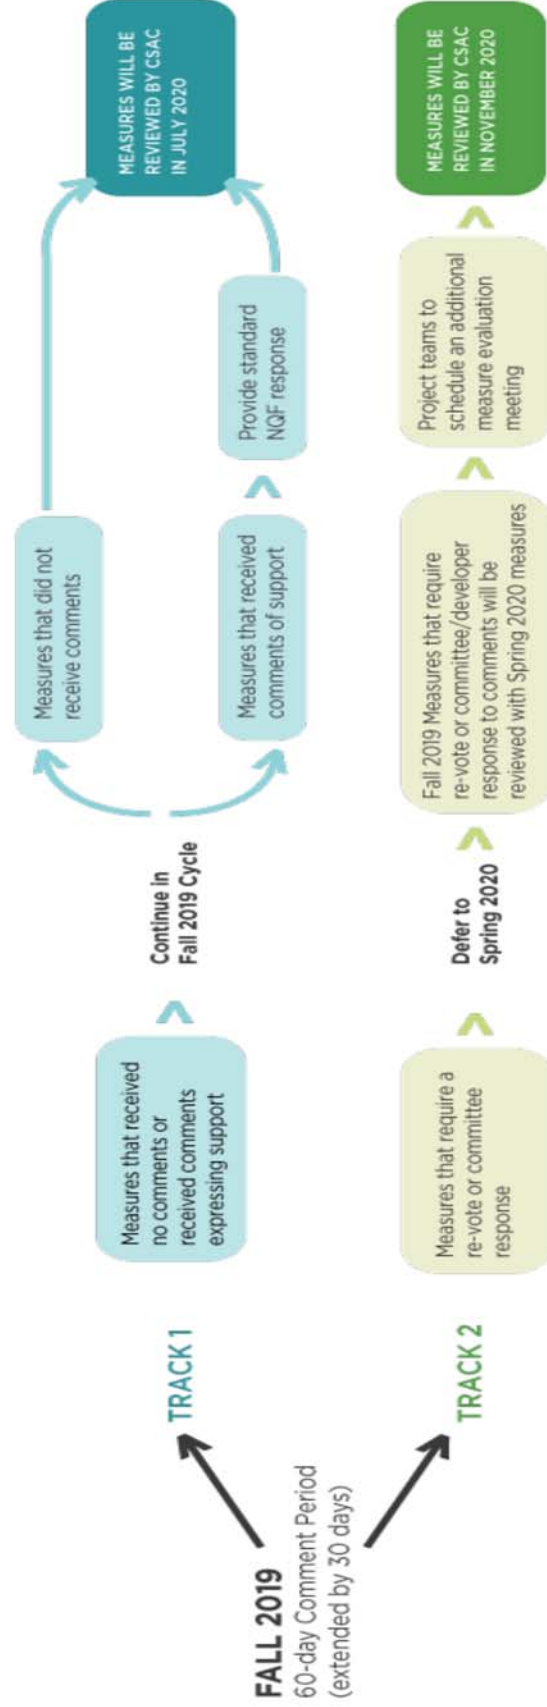 FALL 2019
60-day Comment Period
(extended by 30 days)
TRACK 1
Measures that received
no comments or
received comments
expressing support
Continue in
Fall 2019 Cycle
Measures that did not
receive comments
Measures that received
comments of support
Provide standard
NQF response
MEASURES WILL BE
REVIEWED BY CSAC
IN JULY 2020
TRACK 2
Measures that require a
re-vote or committee
response
Defer to
Spring 2020
Fall 2019 Measures that require
re-vote or committee/developer
response to comments will be
reviewed with Spring 2020 measures
Project teams to
schedule an additional
measure evaluation
meeting
MEASURES WILL BE
REVIEWED BY CSAC
IN NOVEMBER 2020